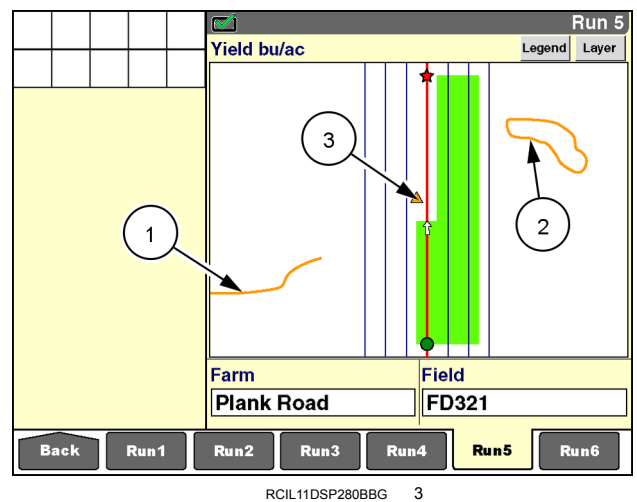 Run 5
Yield bu/ac
Legend
Layer
3
1
2
Farm
Field
Plank Road
FD321
Back
Run1
Run2
Run3
Run4
Run5
Run6
RCIL11DSP280BBG 3